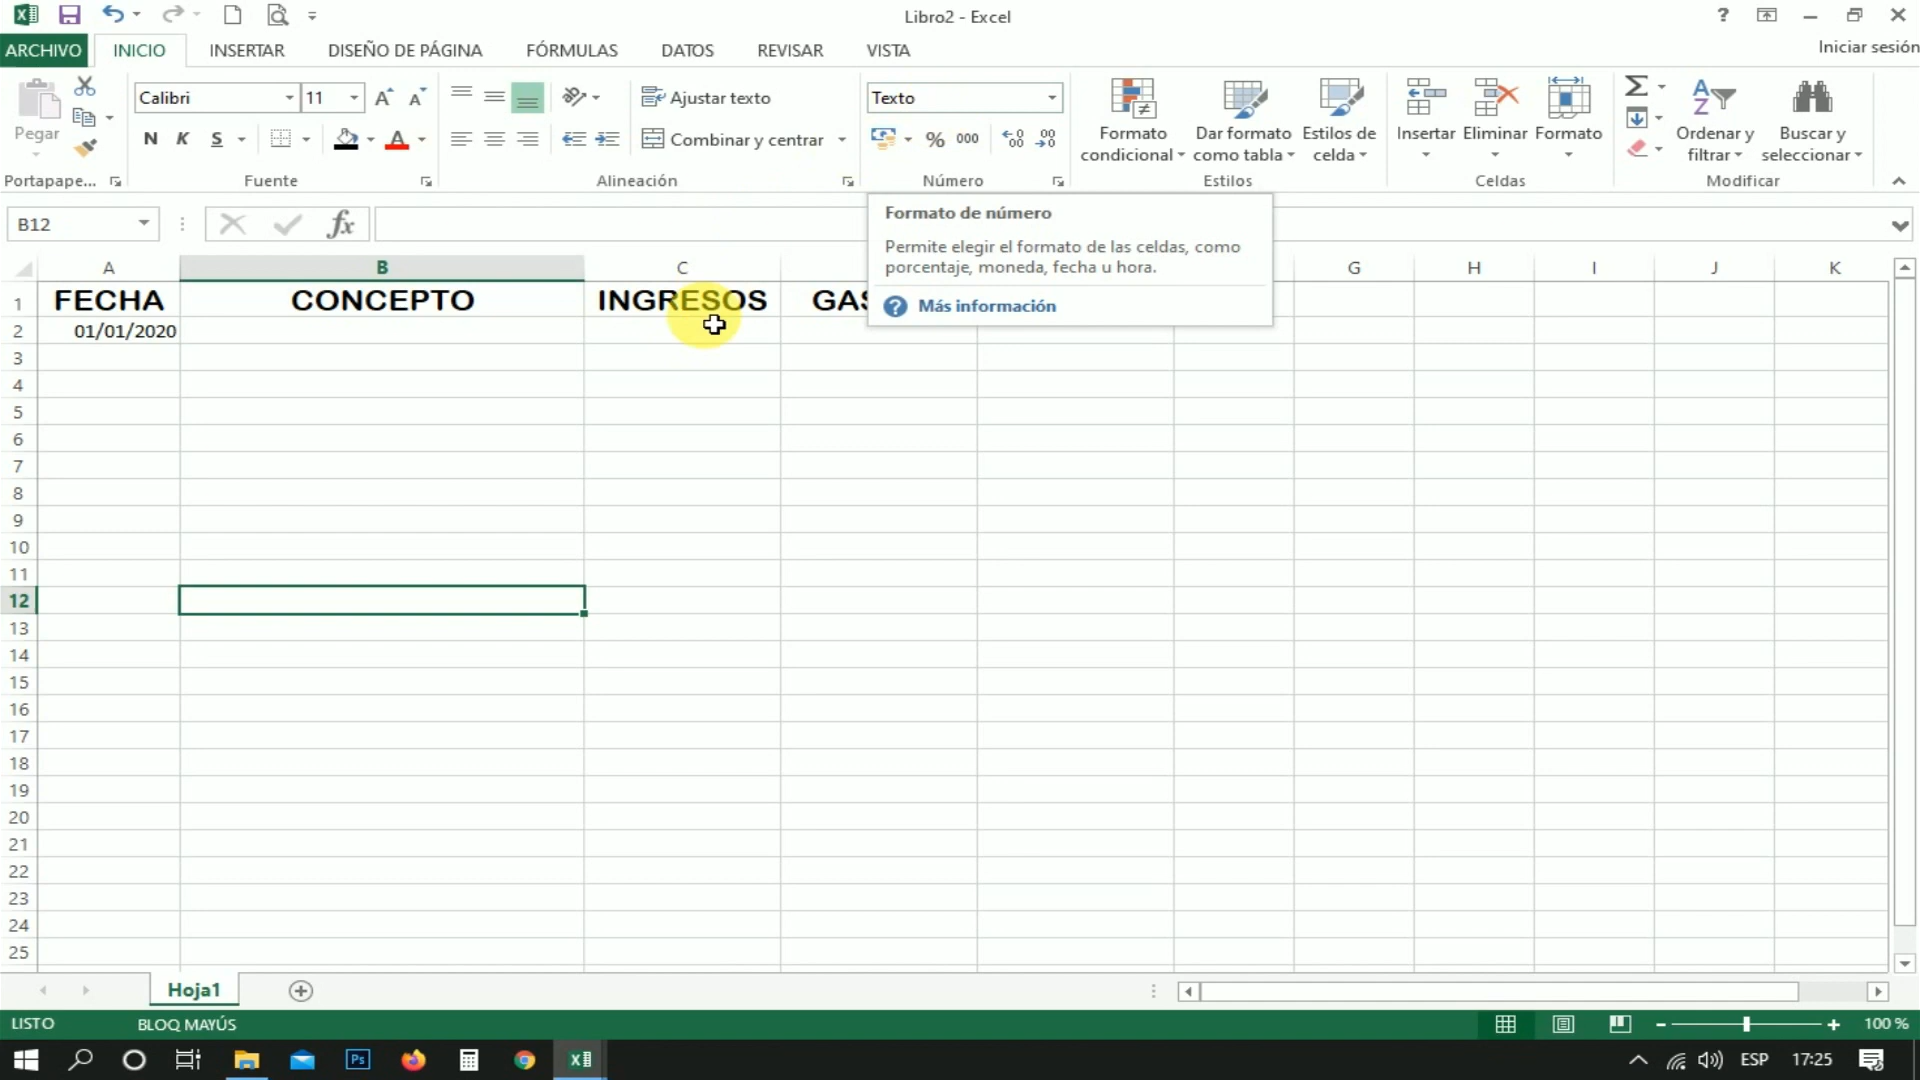 Libro2 - Excel
ARCHIVO INICIO INSERTAR DISEÑO DE PÁGINA FÓRMULAS DATOS REVISAR VISTA
Iniciar sesión
Calibri 11 Ajustar texto Texto
Pegar
N K S Combinar y centrar % 000
Formato condicional
Dar formato como tabla
Estilos de celda
Insertar Eliminar Formato
Ordenar y filtrar
Buscar y seleccionar
Portapape... Fuente Alineación Número Estilos Celdas Modificar
B12 fx
Formato de número
Permite elegir el formato de las celdas, como
porcentaje, moneda, fecha u hora.
Más información
A B C G H I J K
1 FECHA CONCEPTO INGRESOS GAS
2 01/01/2020
3
4
5
6
7
8
9
10
11
12
13
14
15
16
17
18
19
20
21
22
23
24
25
Hoja1
LISTO BLOQ MAYÚS 100 %
Ps ESP 17:25